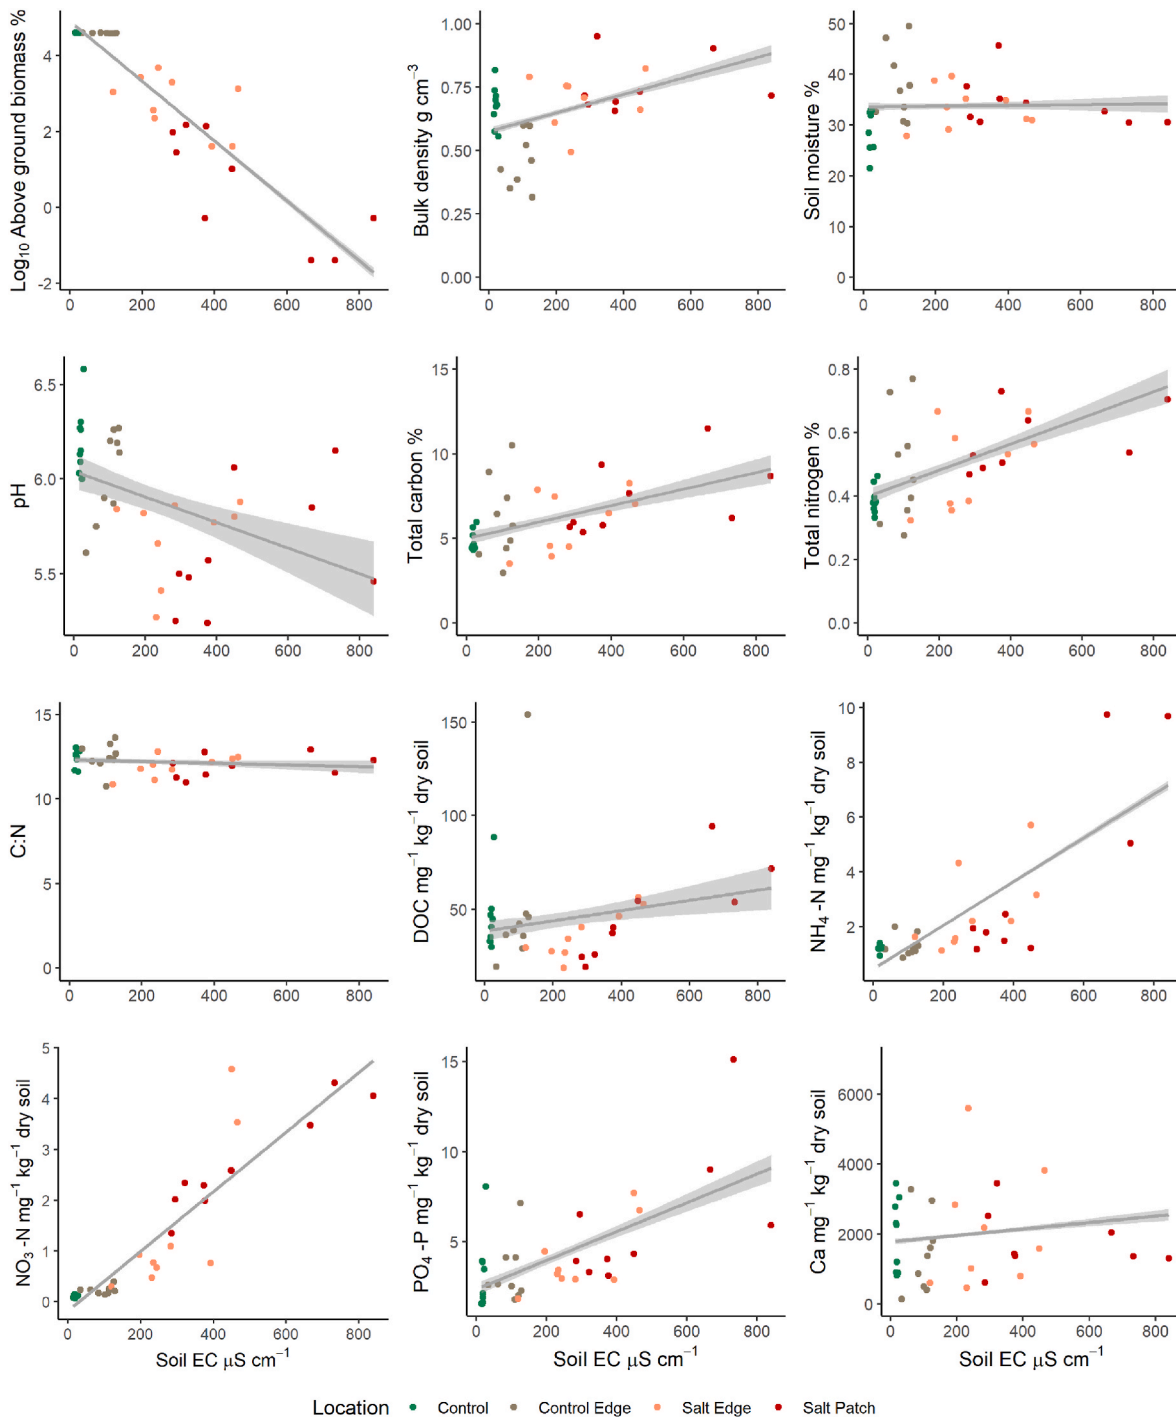 Log10 Above ground biomass %
4
2
0
-2
0 200 400 600 800
Bulk density g cm−3
1.00
0.75
0.50
0.25
0.00
0 200 400 600 800
Soil moisture %
50
40
30
20
10
0
0 200 400 600 800
pH
6.5
6.0
5.5
0 200 400 600 800
Total carbon %
15
10
5
0
0 200 400 600 800
Total nitrogen %
0.8
0.6
0.4
0.2
0.0
0 200 400 600 800
C:N
15
10
5
0
0 200 400 600 800
DOC mg−1 kg−1 dry soil
150
100
50
0 200 400 600 800
NH4 -N mg−1 kg−1 dry soil
10
8
6
4
2
0 200 400 600 800
NO3 -N mg−1 kg−1 dry soil
5
4
3
2
1
0
0 200 400 600 800
Soil EC μS cm−1
PO4 -P mg−1 kg−1 dry soil
15
10
5
0 200 400 600 800
Soil EC μS cm−1
Ca mg−1 kg−1 dry soil
6000
4000
2000
0
0 200 400 600 800
Soil EC μS cm−1
Location Control Control Edge Salt Edge Salt Patch